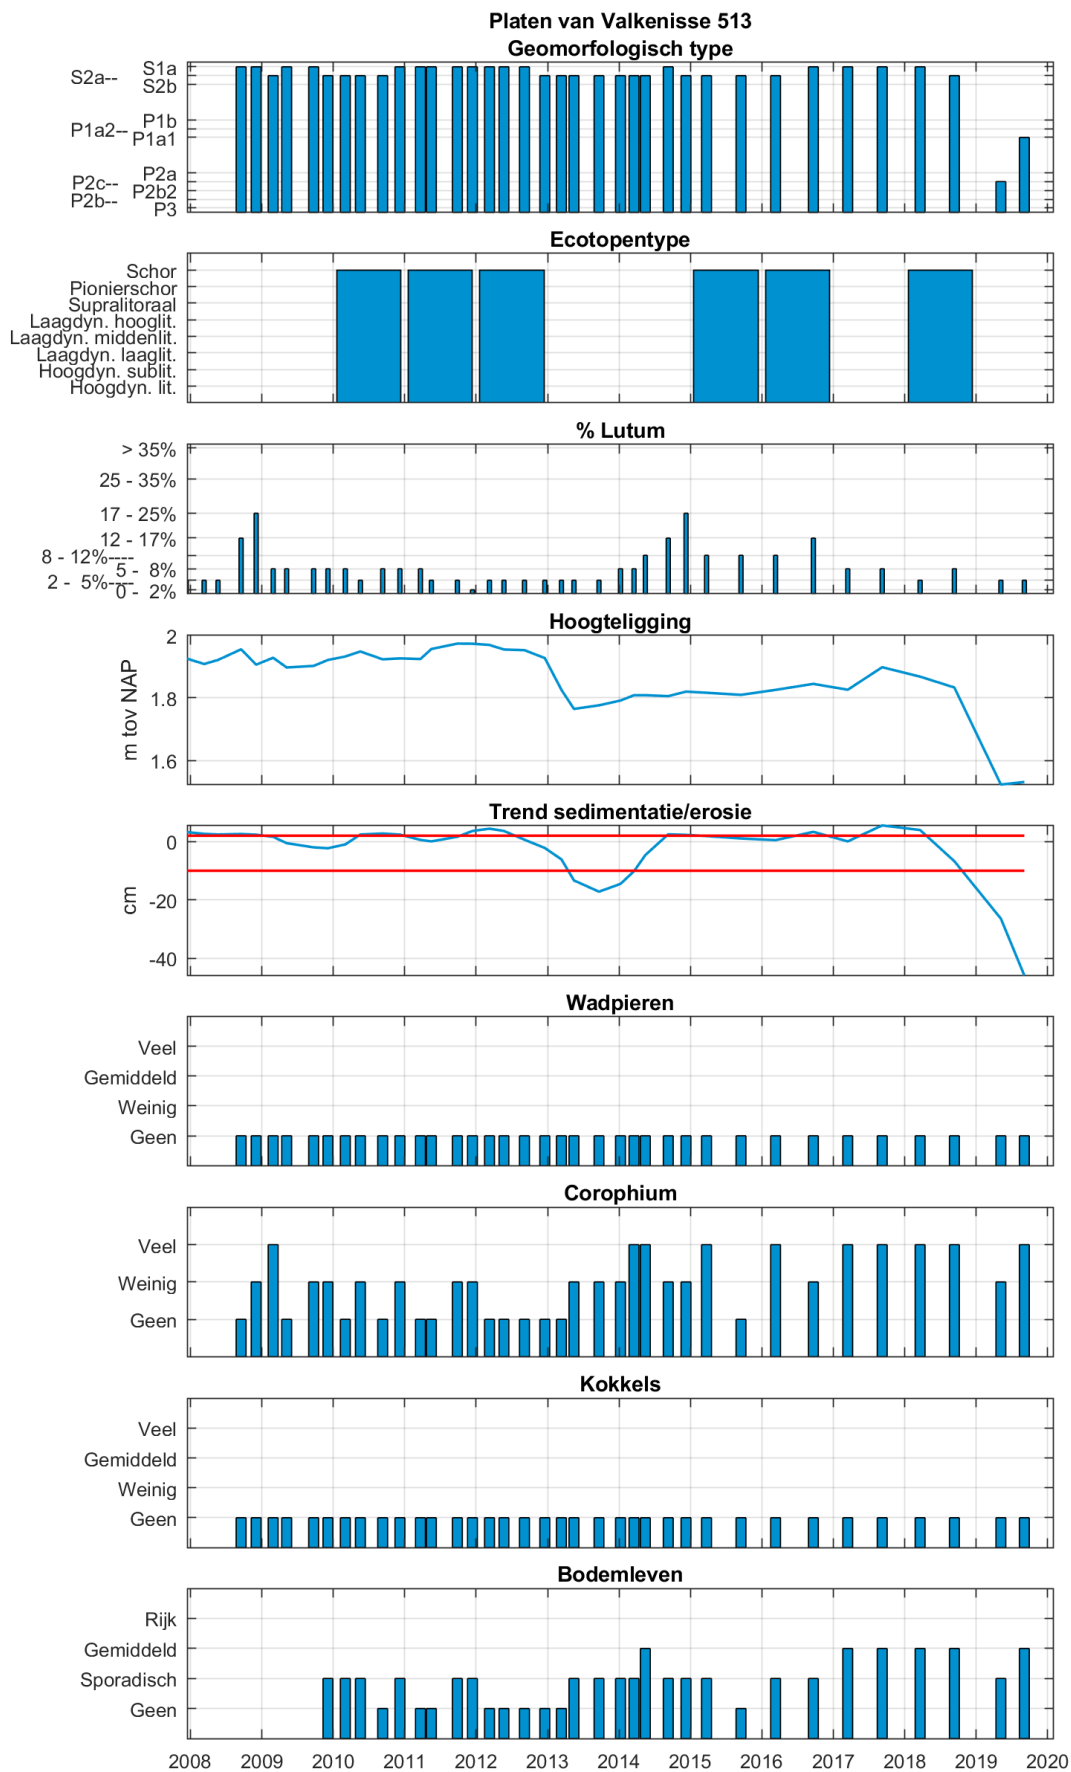 Platen van Valkenisse 513
Geomorfologisch type
S1a
S2a--
S2b
P1b
P1a2--
P1a1
P2a
P2c--
P2b2
P2b--
P3
Ecotopentype
Schor
Pionierschor
Supralitoraal
Laagdyn. hooglit.
Laagdyn. middenlit.
Laagdyn. laaglit.
Hoogdyn. sublit.
Hoogdyn. lit.
% Lutum
> 35%
25 - 35%
17 - 25%
12 - 17%
8 - 12%----
5 - 8%
2 - 5%----
0 - 2%
Hoogteligging
2
1.8
1.6
m tov NAP
Trend sedimentatie/erosie
0
-20
-40
cm
Wadpieren
Veel
Gemiddeld
Weinig
Geen
Corophium
Veel
Weinig
Geen
Kokkels
Veel
Gemiddeld
Weinig
Geen
Bodemleven
Rijk
Gemiddeld
Sporadisch
Geen
2008 2009 2010 2011 2012 2013 2014 2015 2016 2017 2018 2019 2020